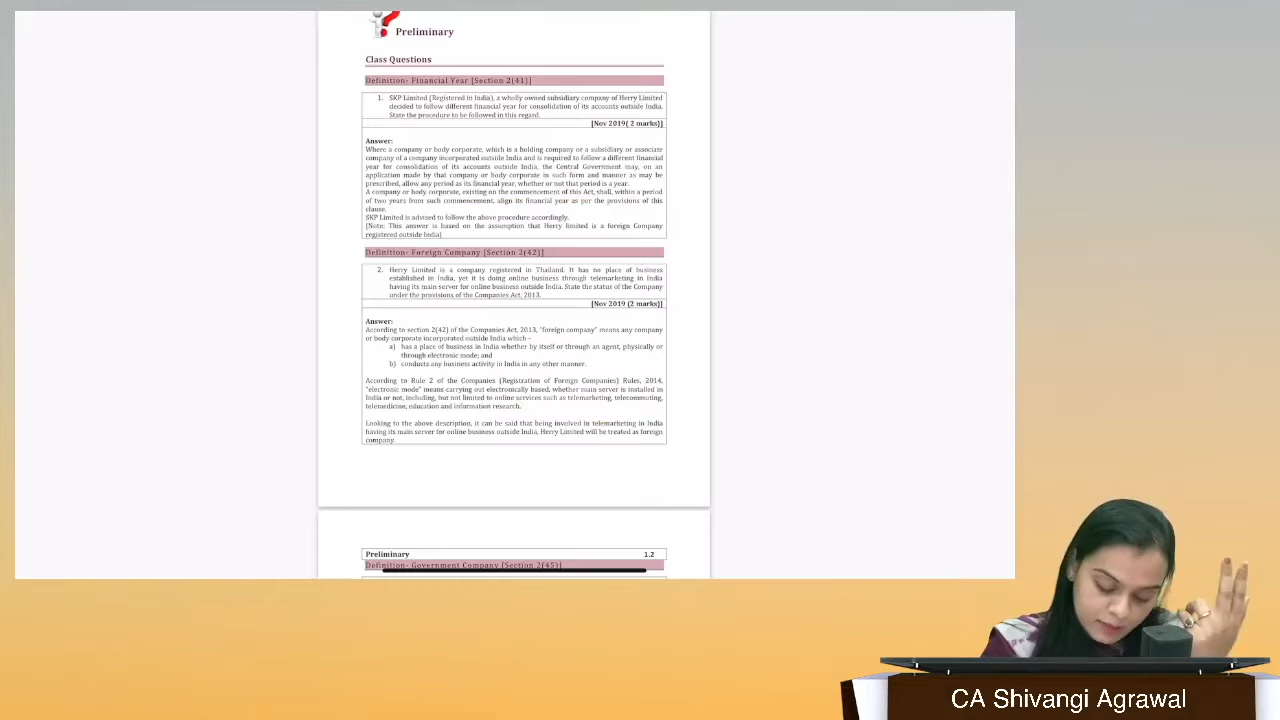 Preliminary
Class Questions
Definition- Financial Year [Section 2(41)]
1. SKP Limited (Registered in India), a wholly owned subsidiary company of Herry Limited
decided to follow different financial year for consolidation of its accounts outside India.
State the procedure to be followed in this regard.
[Nov 2019( 2 marks)]
Answer:
Where a company or body corporate, which is a holding company or a subsidiary or associate
company of a company incorporated outside India and is required to follow a different financial
year for consolidation of its accounts outside India, the Central Government may, on an
application made by that company or body corporate in such form and manner as may be
prescribed, allow any period as its financial year, whether or not that period is a year.
A company or body corporate, existing on the commencement of this Act, shall, within a period
of two years from such commencement, align its financial year as per the provisions of this
clause.
SKP Limited is advised to follow the above procedure accordingly.
[Note: This answer is based on the assumption that Herry limited is a foreign Company
registered outside India]
Definition- Foreign Company [Section 2(42)]
2. Herry Limited is a company registered in Thailand. It has no place of business
established in India, yet it is doing online business through telemarketing in India
having its main server for online business outside India. State the status of the Company
under the provisions of the Companies Act, 2013.
[Nov 2019 (2 marks)]
Answer:
According to section 2(42) of the Companies Act, 2013, "foreign company" means any company
or body corporate incorporated outside India which –
a) has a place of business in India whether by itself or through an agent, physically or
through electronic mode; and
b) conducts any business activity in India in any other manner.
According to Rule 2 of the Companies (Registration of Foreign Companies) Rules, 2014,
"electronic mode" means carrying out electronically based, whether main server is installed in
India or not, including, but not limited to online services such as telemarketing, telecommuting,
telemedicine, education and information research.
Looking to the above description, it can be said that being involved in telemarketing in India
having its main server for online business outside India, Herry Limited will be treated as foreign
company.
Preliminary 1.2
Definition- Government Company [Section 2(45)]
CA Shivangi Agrawal